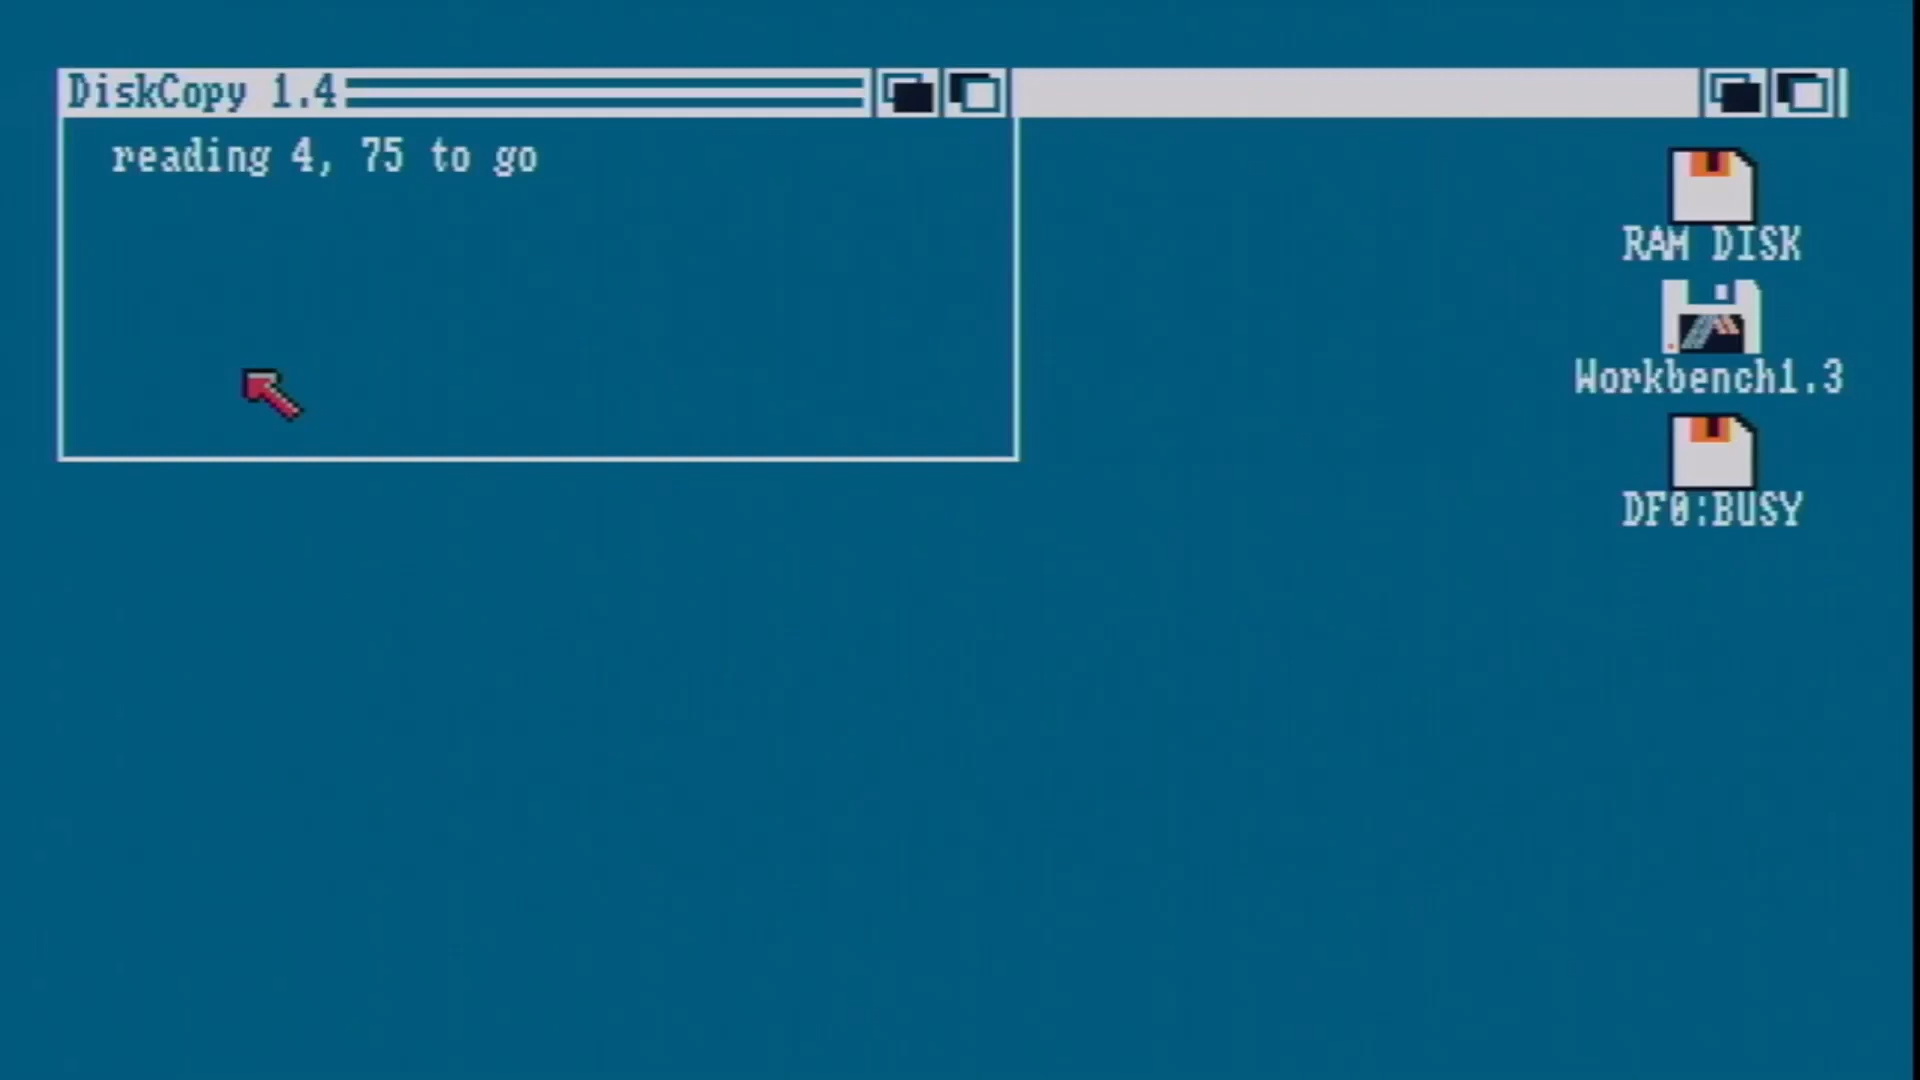 DiskCopy 1.4
reading 4, 75 to go
RAM DISK
Workbench1.3
DF0:BUSY